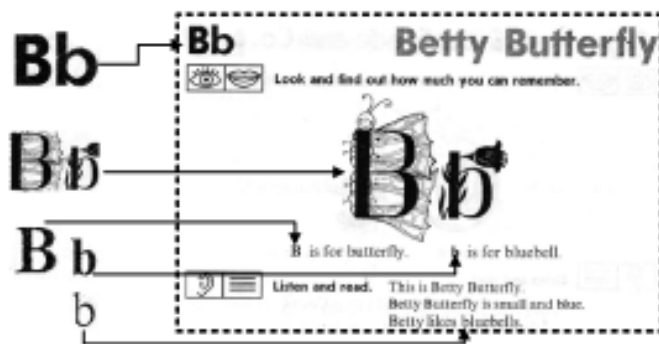 Bb
Bb Betty Butterfly
Look and find out how much you can remember.
Bb
Bb
B b
B is for butterfly. b is for bluebell.
Listen and read. This is Betty Butterfly.
Betty Butterfly is small and blue.
b
Betty likes bluebells.